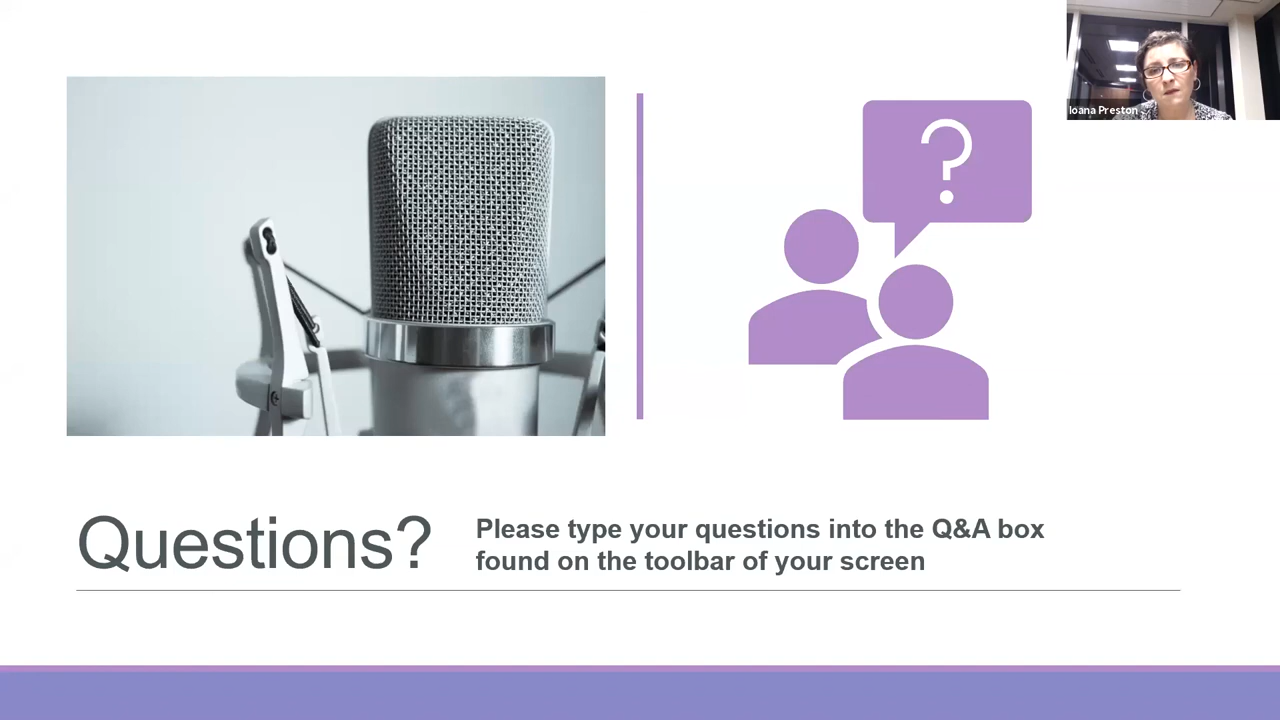 Ioana Preston
?
Questions?
Please type your questions into the Q&A box
found on the toolbar of your screen